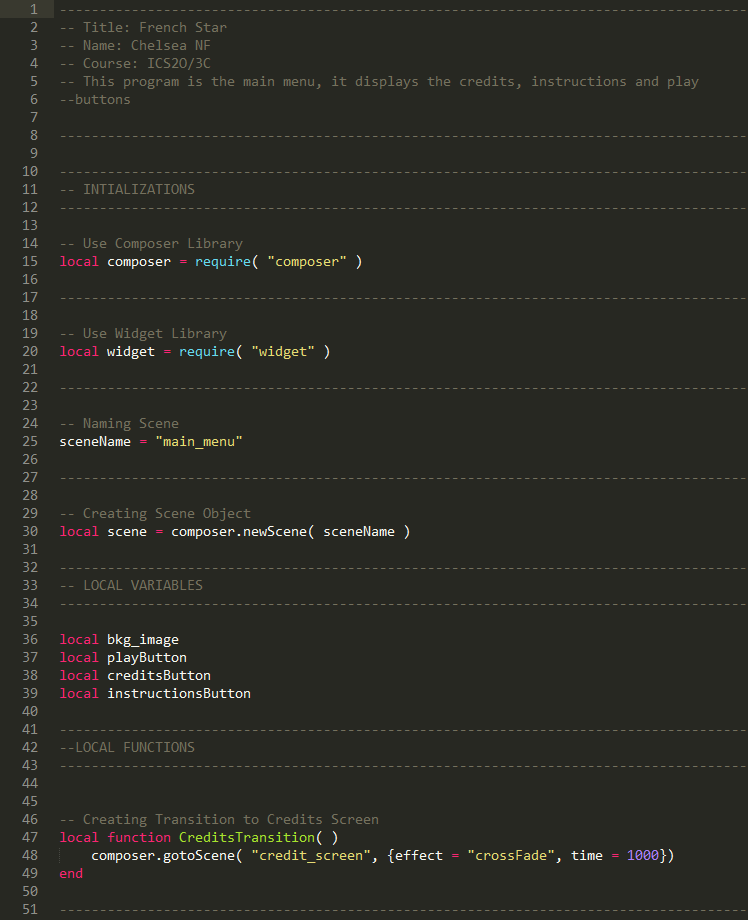 1 --------------------------------------------------------------------------------------
2 -- Title: French Star
3 -- Name: Chelsea NF
4 -- Course: ICS2O/3C
5 -- This program is the main menu, it displays the credits, instructions and play
6 --buttons
7
8 --------------------------------------------------------------------------------------
9
10 --------------------------------------------------------------------------------------
11 -- INTIALIZATIONS
12 --------------------------------------------------------------------------------------
13
14 -- Use Composer Library
15 local composer = require( "composer" )
16
17 --------------------------------------------------------------------------------------
18
19 -- Use Widget Library
20 local widget = require( "widget" )
21
22 --------------------------------------------------------------------------------------
23
24 -- Naming Scene
25 sceneName = "main_menu"
26
27 --------------------------------------------------------------------------------------
28
29 -- Creating Scene Object
30 local scene = composer.newScene( sceneName )
31
32 --------------------------------------------------------------------------------------
33 -- LOCAL VARIABLES
34 --------------------------------------------------------------------------------------
35
36 local bkg_image
37 local playButton
38 local creditsButton
39 local instructionsButton
40
41 --------------------------------------------------------------------------------------
42 --LOCAL FUNCTIONS
43 --------------------------------------------------------------------------------------
44
45
46 -- Creating Transition to Credits Screen
47 local function CreditsTransition( )
48     composer.gotoScene( "credit_screen", {effect = "crossFade", time = 1000})
49 end
50
51 --------------------------------------------------------------------------------------